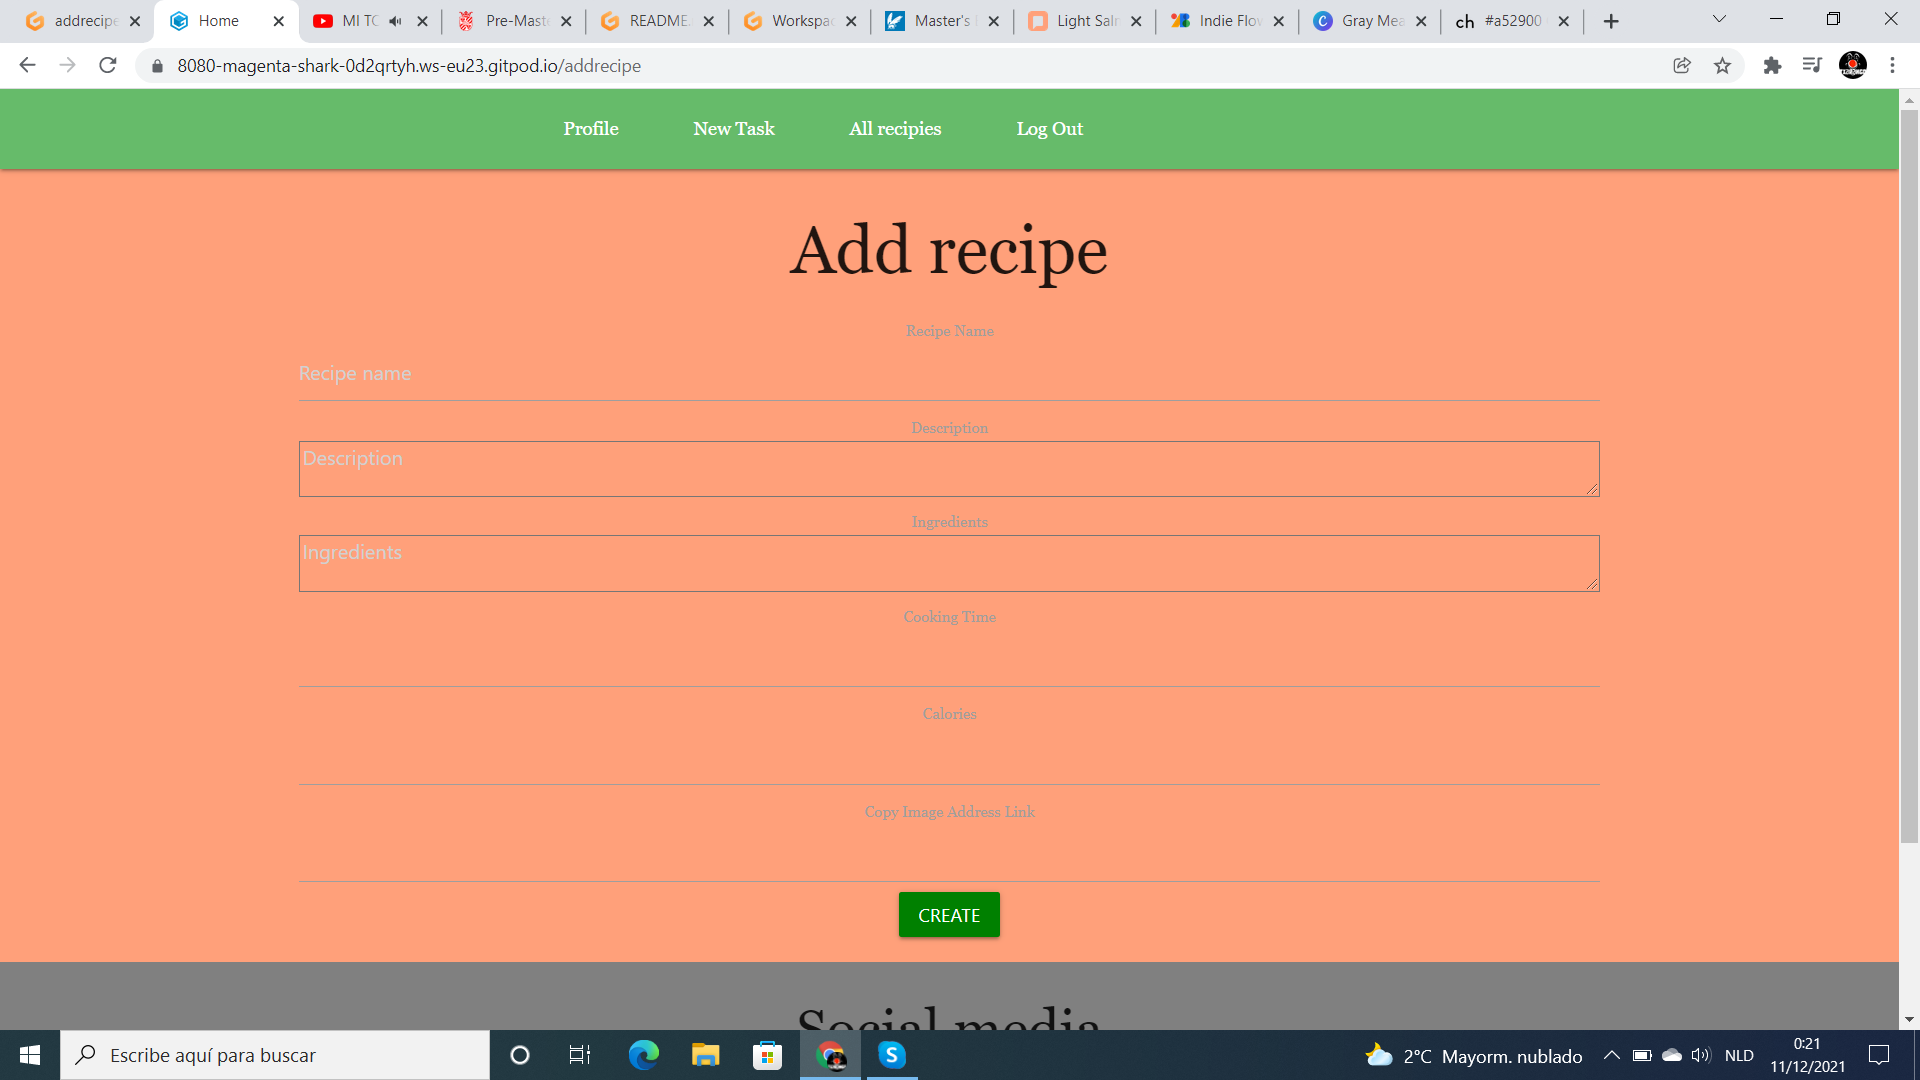 addrecipe
Home
MI TO
Pre-Maste
README.
Workspac
Master's
Light Saln
Indie Flow
Gray Mea
ch #a52900
8080-magenta-shark-0d2qrtyh.ws-eu23.gitpod.io/addrecipe
Profile New Task All recipies Log Out
Add recipe
Recipe Name
Recipe name
Description
Description
Ingredients
Ingredients
Cooking Time
Calories
Copy Image Address Link
CREATE
Social media
Escribe aquí para buscar
2°C Mayorm. nublado
NLD
0:21
11/12/2021